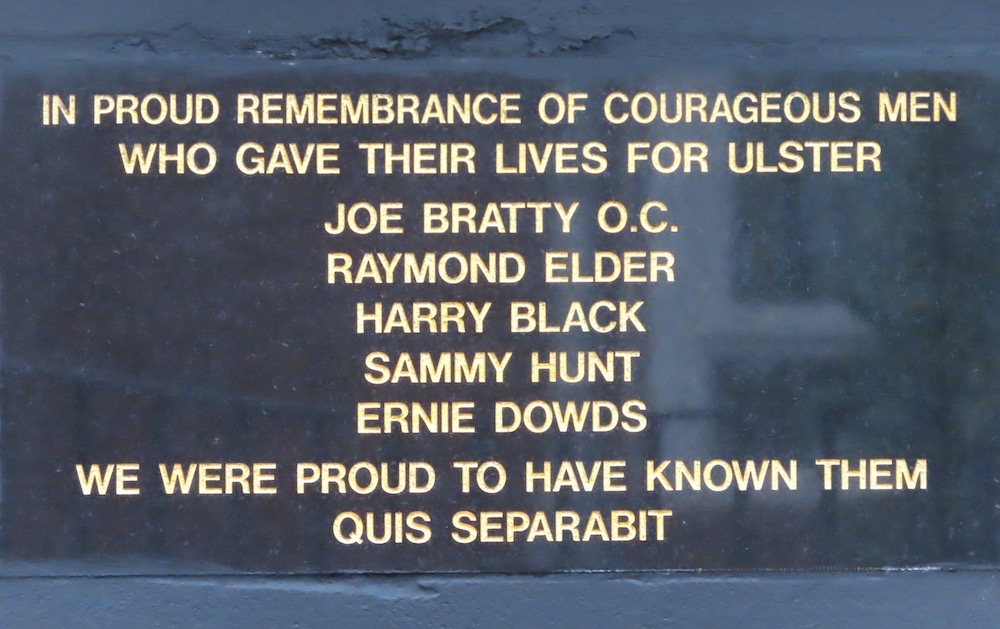 IN PROUD REMEMBRANCE OF COURAGEOUS MEN
WHO GAVE THEIR LIVES FOR ULSTER
JOE BRATTY O.C.
RAYMOND ELDER
HARRY BLACK
SAMMY HUNT
ERNIE DOWDS
WE WERE PROUD TO HAVE KNOWN THEM
QUIS SEPARABIT